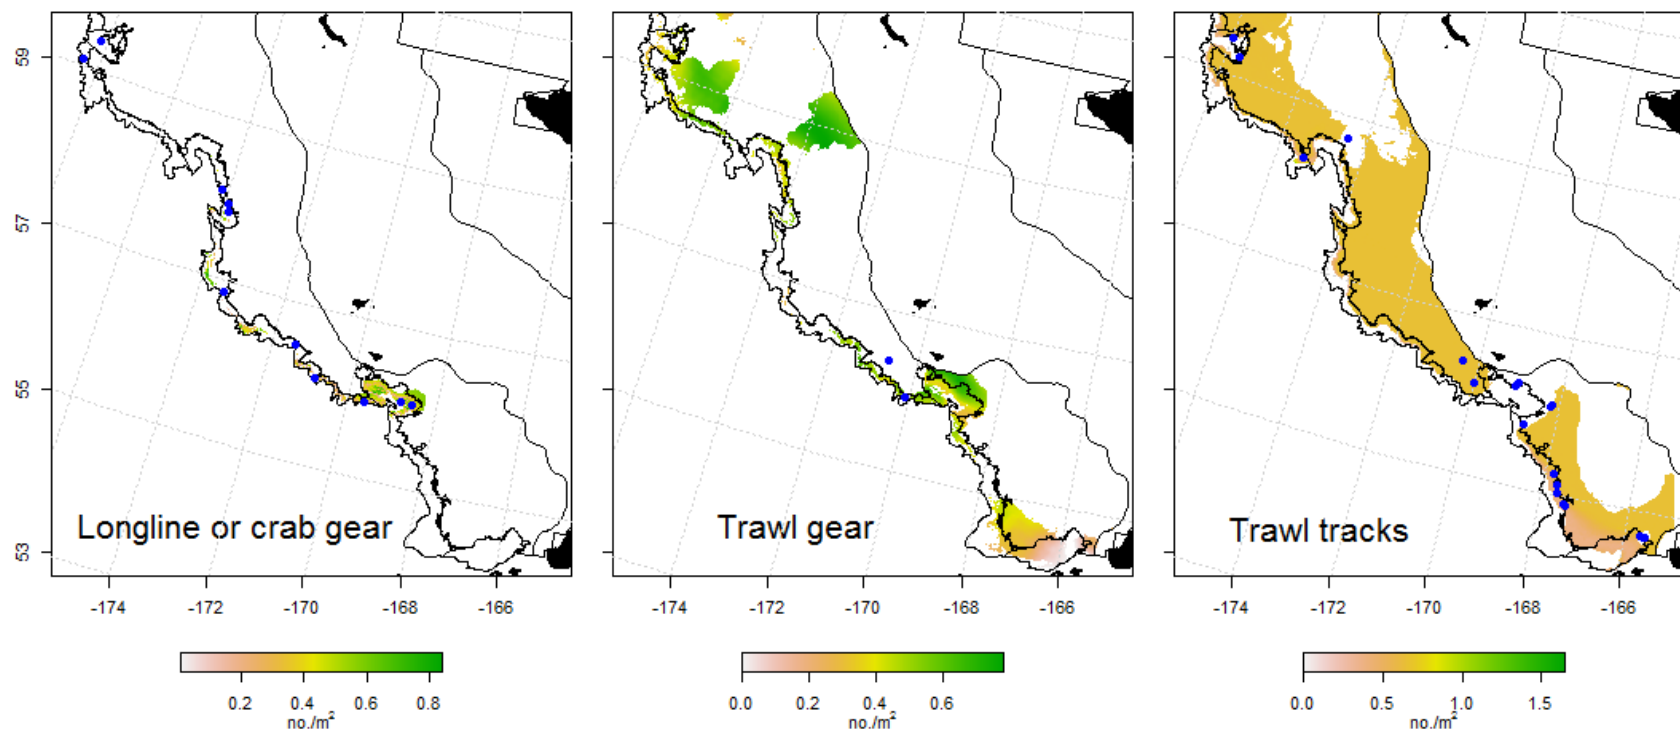 59
57
55
53
Longline or crab gear
Trawl gear
Trawl tracks
-174 -172 -170 -168 -166
-174 -172 -170 -168 -166
-174 -172 -170 -168 -166
0.2 0.4 0.6 0.8
no./m²
0.0 0.2 0.4 0.6
no./m²
0.0 0.5 1.0 1.5
no./m²